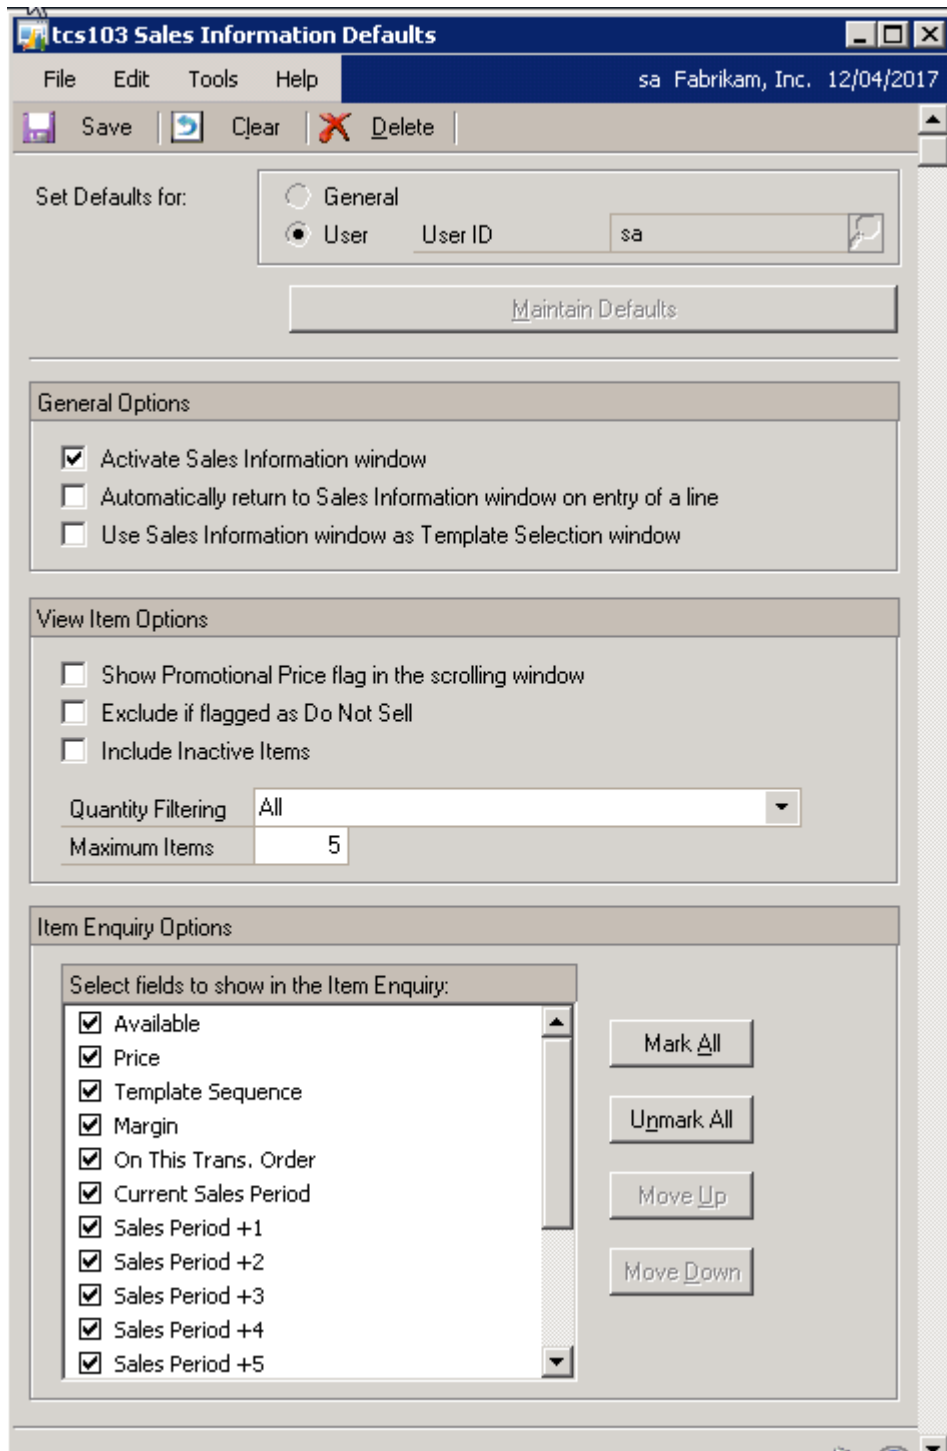 tcs103 Sales Information Defaults
File Edit Tools Help sa Fabrikam, Inc. 12/04/2017
Save Clear Delete
Set Defaults for: General
User User ID sa
Maintain Defaults
General Options
Activate Sales Information window
Automatically return to Sales Information window on entry of a line
Use Sales Information window as Template Selection window
View Item Options
Show Promotional Price flag in the scrolling window
Exclude if flagged as Do Not Sell
Include Inactive Items
Quantity Filtering All
Maximum Items 5
Item Enquiry Options
Select fields to show in the Item Enquiry:
Available
Price
Template Sequence
Margin
On This Trans. Order
Current Sales Period
Sales Period +1
Sales Period +2
Sales Period +3
Sales Period +4
Sales Period +5
Mark All
Unmark All
Move Up
Move Down